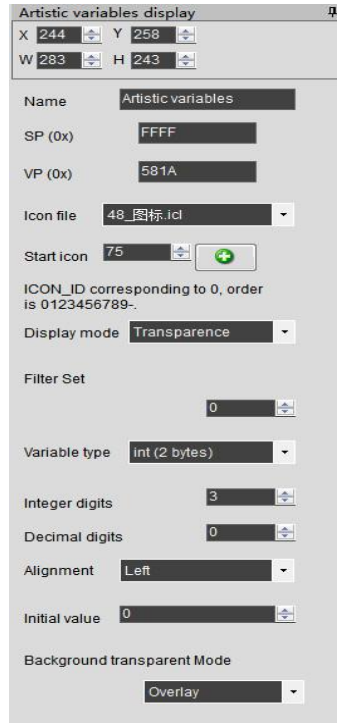 Artistic variables display
X 244 Y 258
W 283 H 243
Name Artistic variables
SP (0x) FFFF
VP (0x) 581A
Icon file 48_图标.icl
Start icon 75
ICON_ID corresponding to 0, order
is 0123456789-.
Display mode Transparence
Filter Set
0
Variable type int (2 bytes)
Integer digits 3
Decimal digits 0
Alignment Left
Initial value 0
Background transparent Mode
Overlay